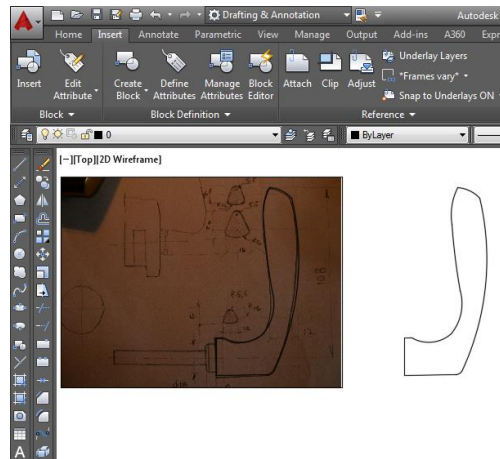 Drafting & Annotation
Autodesk
Home Insert Annotate Parametric View Manage Output Add-ins A360 Expr
Insert
Edit Attribute
Create Block
Define Attributes
Manage Attributes
Block Editor
Attach
Clip
Adjust
Underlay Layers
*Frames vary*
Snap to Underlays ON
Block
Block Definition
Reference
0
ByLayer
[−][Top][2D Wireframe]
108